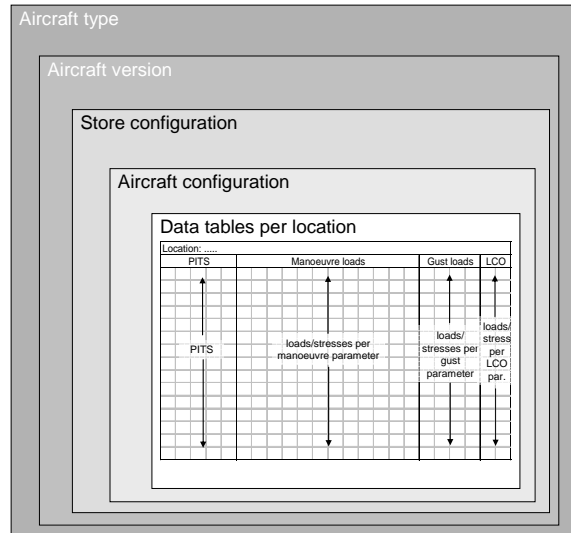 Aircraft type
Aircraft version
Store configuration
Aircraft configuration
Data tables per location
Location: .....
PITS Manoeuvre loads Gust loads LCO
PITS
loads/stresses per
manoeuvre parameter
loads/
stresses per
gust
parameter
loads/
stress
per
LCO
par.